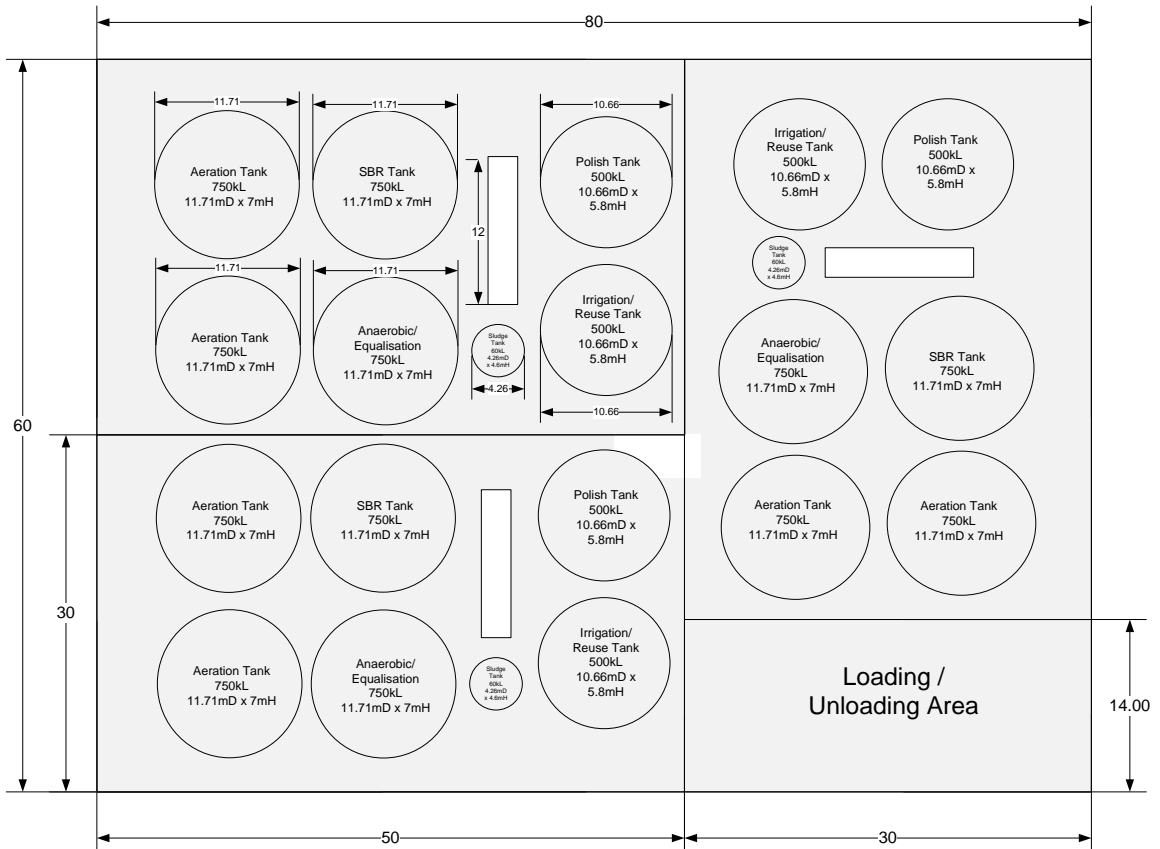 80
11.71
11.71
10.66
Aeration Tank
750kL
11.71mD x 7mH
SBR Tank
750kL
11.71mD x 7mH
Polish Tank
500kL
10.66mD x
5.8mH
Irrigation/
Reuse Tank
500kL
10.66mD x
5.8mH
Polish Tank
500kL
10.66mD x
5.8mH
12
11.71
11.71
Sludge
Tank
60kL
4.26mD
x 4.6mH
Aeration Tank
750kL
11.71mD x 7mH
Anaerobic/
Equalisation
750kL
11.71mD x 7mH
Sludge
Tank
60kL
4.26mD
x 4.6mH
4.26
Irrigation/
Reuse Tank
500kL
10.66mD x
5.8mH
10.66
Anaerobic/
Equalisation
750kL
11.71mD x 7mH
SBR Tank
750kL
11.71mD x 7mH
60
30
Aeration Tank
750kL
11.71mD x 7mH
SBR Tank
750kL
11.71mD x 7mH
Polish Tank
500kL
10.66mD x
5.8mH
Aeration Tank
750kL
11.71mD x 7mH
Aeration Tank
750kL
11.71mD x 7mH
Aeration Tank
750kL
11.71mD x 7mH
Anaerobic/
Equalisation
750kL
11.71mD x 7mH
Sludge
Tank
60kL
4.26mD
x 4.6mH
Irrigation/
Reuse Tank
500kL
10.66mD x
5.8mH
Loading /
Unloading Area
14.00
50
30